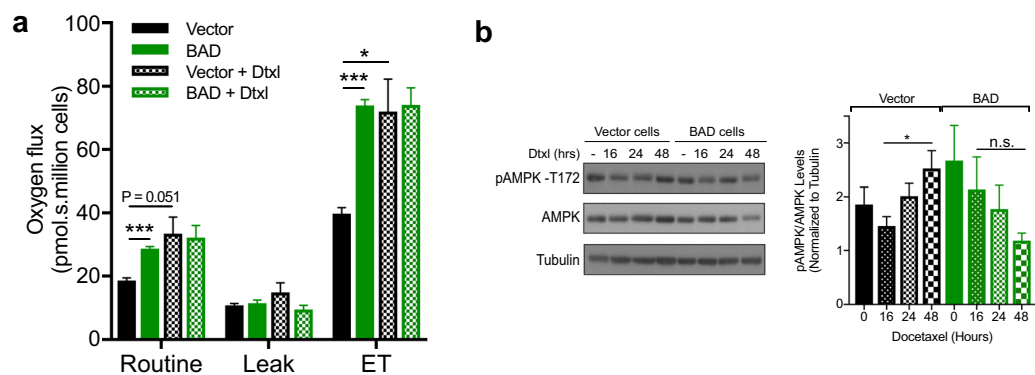 a
Oxygen flux
(pmol.s.million cells)
100
80
60
40
20
0
Vector
BAD
Vector + Dtxl
BAD + Dtxl
P = 0.051
***
***
*
Routine Leak ET
b
Vector cells BAD cells
Dtxl (hrs) - 16 24 48 - 16 24 48
pAMPK -T172
AMPK
Tubulin
Vector BAD
* n.s.
pAMPK/AMPK Levels
(Normalized to Tubulin)
3
2
1
0
0 16 24 48 0 16 24 48
Docetaxel (Hours)